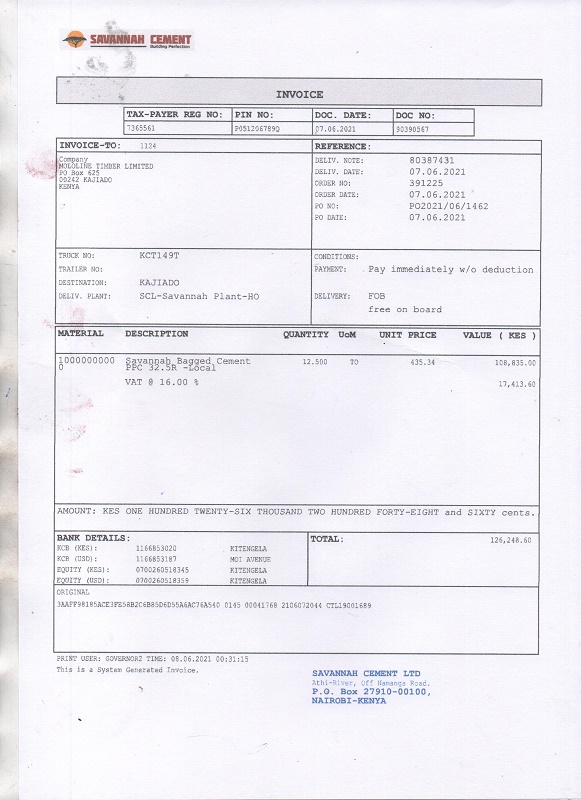 SAVANNAH CEMENT
Building Perfection
INVOICE
TAX-PAYER REG NO: PIN NO: DOC. DATE: DOC NO:
7365561 P051206789Q 07.06.2021 90390567
INVOICE-TO: 1124 REFERENCE:
Company
MOLOLINE TIMBER LIMITED
PO Box 625
00242 KAJIADO
KENYA
DELIV. NOTE: 80387431
DELIV. DATE: 07.06.2021
ORDER NO: 391225
ORDER DATE: 07.06.2021
PO NO: PO2021/06/1462
PO DATE: 07.06.2021
TRUCK NO: KCT149T
TRAILER NO:
DESTINATION: KAJIADO
DELIV. PLANT: SCL-Savannah Plant-HO
CONDITIONS:
PAYMENT: Pay immediately w/o deduction
DELIVERY: FOB
free on board
MATERIAL DESCRIPTION QUANTITY UoM UNIT PRICE VALUE ( KES )
1000000000 Savannah Bagged Cement 12.500 TO 435.34 108,835.00
0 PPC 32.5R -Local
VAT @ 16.00 % 17,413.60
AMOUNT: KES ONE HUNDRED TWENTY-SIX THOUSAND TWO HUNDRED FORTY-EIGHT and SIXTY cents.
BANK DETAILS: TOTAL: 126,248.60
KCB (KES): 1166853020 KITENGELA
KCB (USD): 1166853187 MOI AVENUE
EQUITY (KES): 0700260518345 KITENGELA
EQUITY (USD): 0700260518359 KITENGELA
ORIGINAL
3AAFF98185ACE3FE58B2C6B85D6D55A6AC76A540 0145 00041768 2106072044 CTL19001689
PRINT USER: GOVERNOR2 TIME: 08.06.2021 00:31:15
This is a System Generated Invoice.
SAVANNAH CEMENT LTD
Athi-River, Off Namanga Road.
P.O. Box 27910-00100,
NAIROBI-KENYA